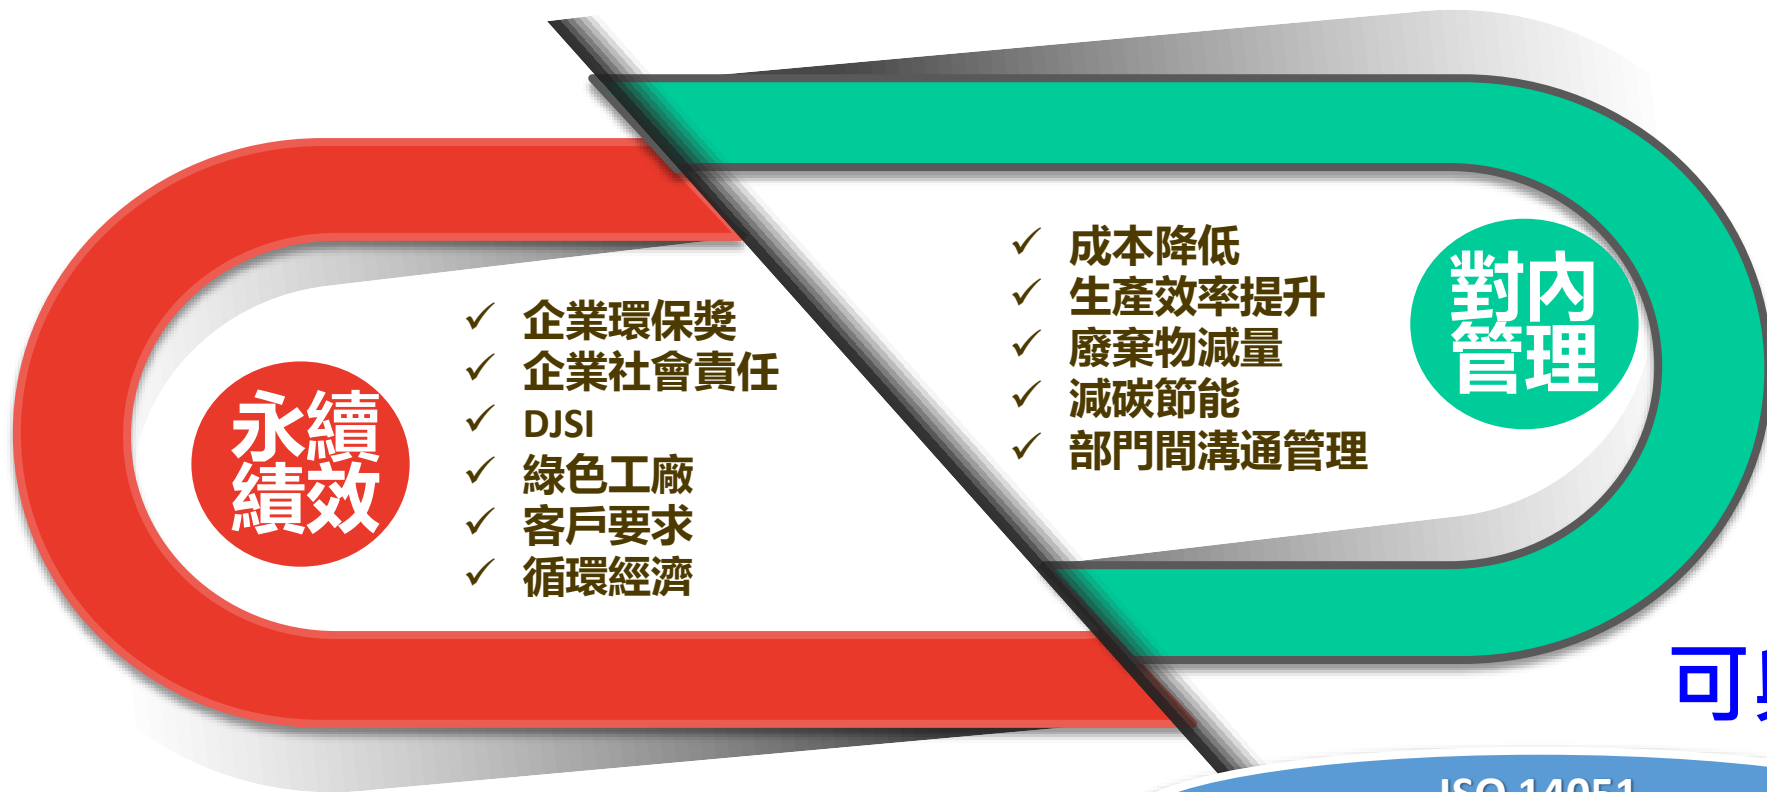 永續
績效
企業環保獎
企業社會責任
DJSI
綠色工廠
客戶要求
循環經濟
成本降低
生產效率提升
廢棄物減量
減碳節能
部門間溝通管理
對內
管理
可
ISO 14051